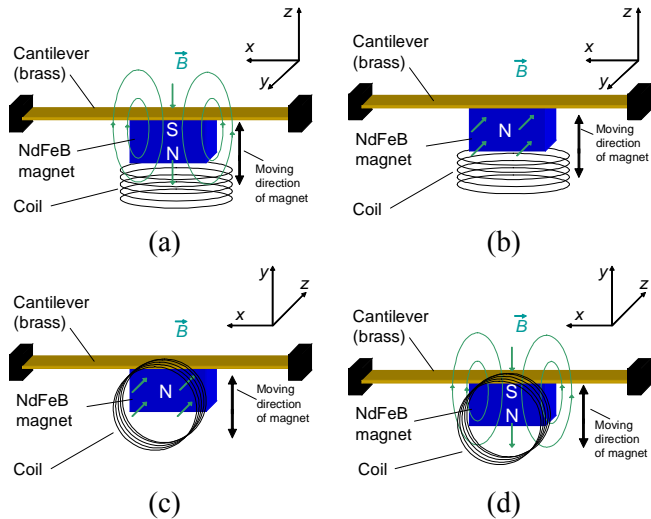 z
x
y
B
Cantilever
(brass)
S
N
NdFeB
magnet
Moving
direction
of magnet
Coil
(a)
z
x
y
B
Cantilever
(brass)
N
NdFeB
magnet
Moving
direction
of magnet
Coil
(b)
y
z
x
B
Cantilever
(brass)
N
NdFeB
magnet
Moving
direction
of magnet
Coil
(c)
y
z
x
B
Cantilever
(brass)
S
N
NdFeB
magnet
Moving
direction
of magnet
Coil
(d)